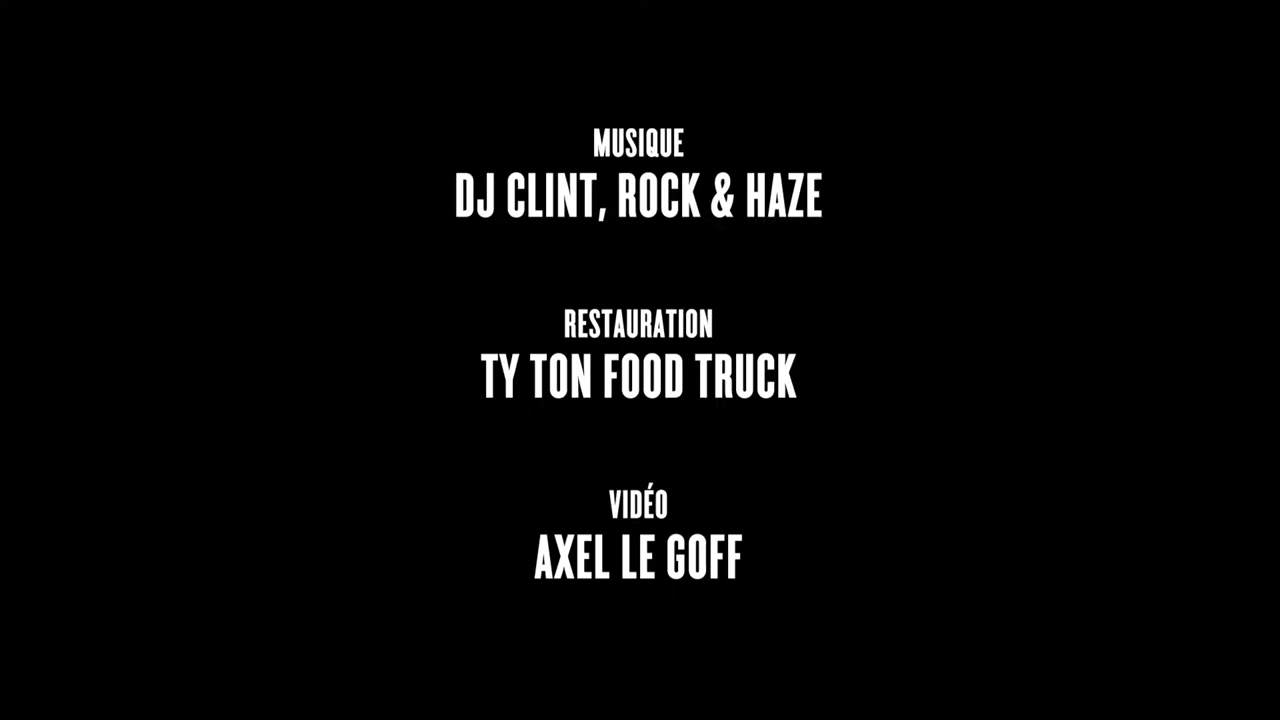 MUSIQUE
DJ CLINT, ROCK & HAZE
RESTAURATION
TY TON FOOD TRUCK
VIDÉO
AXEL LE GOFF